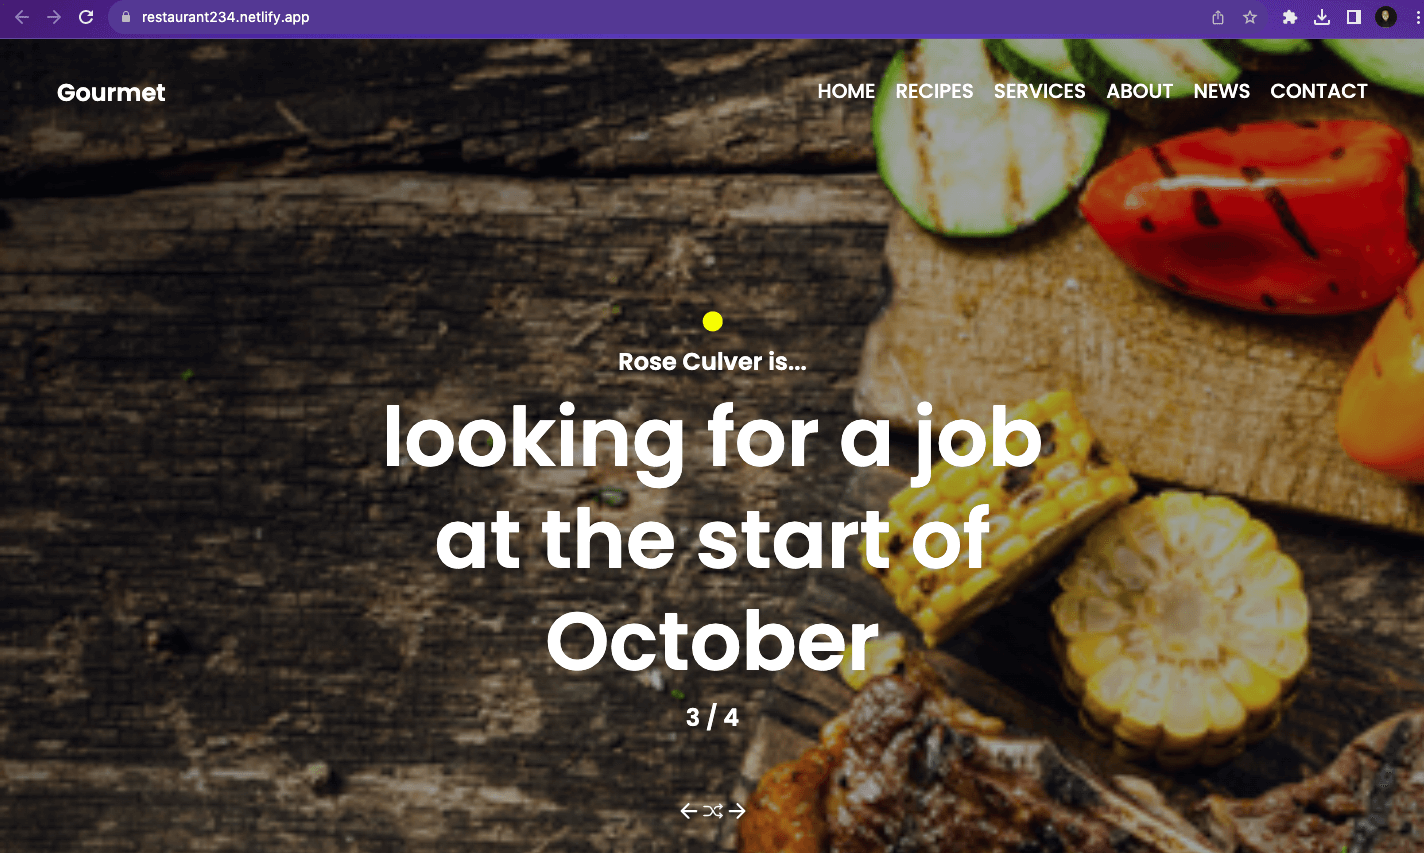 restaurant234.netlify.app
Gourmet
HOME RECIPES SERVICES ABOUT NEWS CONTACT
Rose Culver is...
looking for a job
at the start of
October
3 / 4